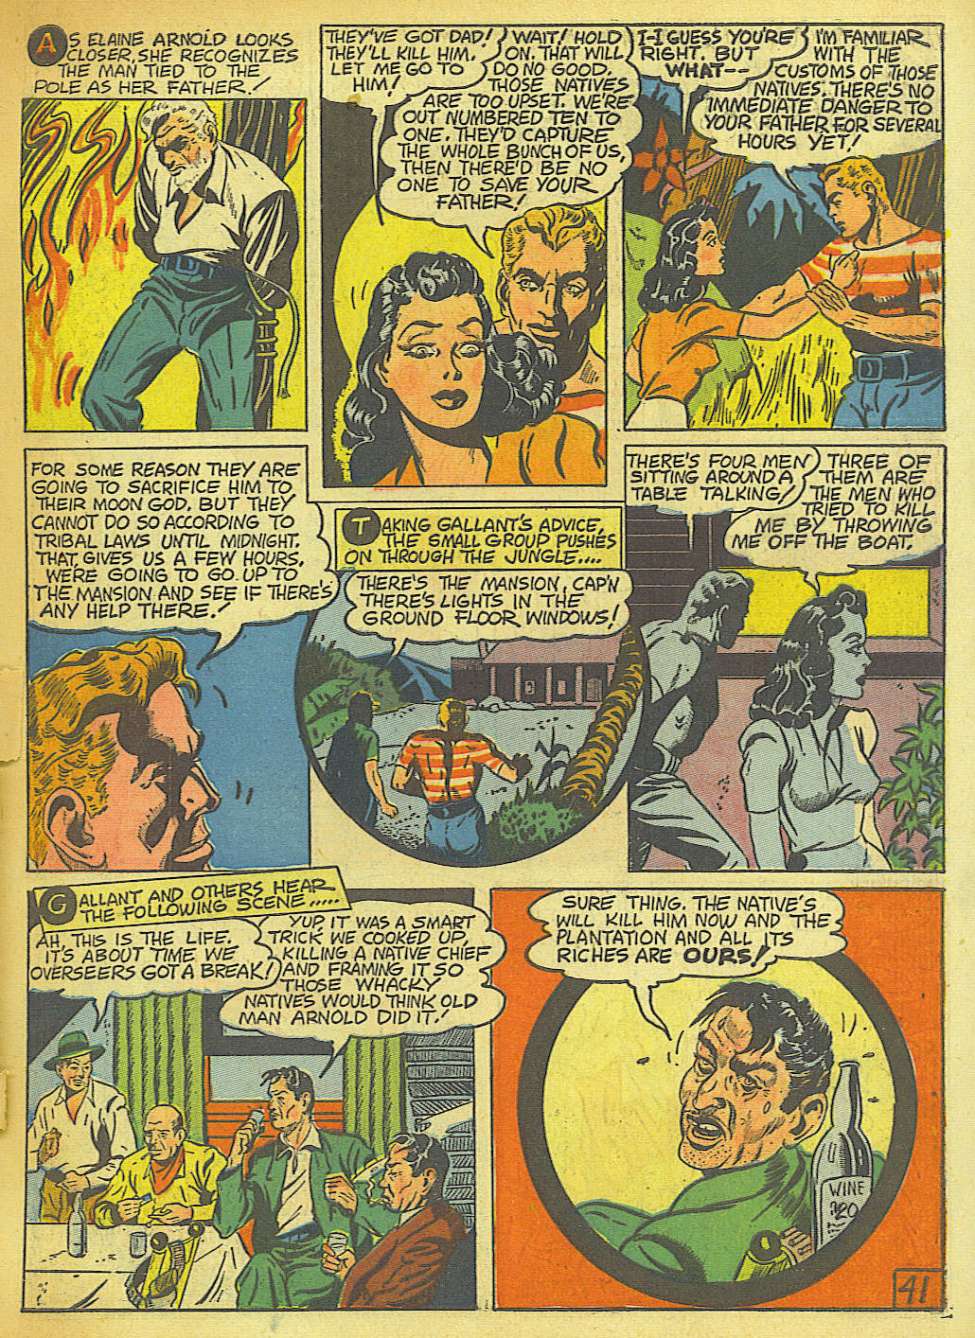 AS ELAINE ARNOLD LOOKS
CLOSER, SHE RECOGNIZES
THE MAN TIED TO THE
POLE AS HER FATHER!
THEY'VE GOT DAD!
THEY'LL KILL HIM.
LET ME GO TO
HIM!
WAIT! HOLD
ON. THAT WILL
DO NO GOOD.
THOSE NATIVES
ARE TOO UPSET. WE'RE
OUT NUMBERED TEN TO
ONE. THEY'D CAPTURE
THE WHOLE BUNCH OF US,
THEN THERE'D BE NO
ONE TO SAVE YOUR
FATHER!
I-I GUESS YOU'RE
RIGHT. BUT
WHAT--
I'M FAMILIAR
WITH THE
CUSTOMS OF THOSE
NATIVES. THERE'S NO
IMMEDIATE DANGER TO
YOUR FATHER FOR SEVERAL
HOURS YET!
FOR SOME REASON THEY ARE
GOING TO SACRIFICE HIM TO
THEIR MOON GOD. BUT THEY
CANNOT DO SO ACCORDING TO
TRIBAL LAWS UNTIL MIDNIGHT.
THAT GIVES US A FEW HOURS.
WE'RE GOING TO GO UP TO
THE MANSION AND SEE IF THERE'S
ANY HELP THERE!
TAKING GALLANT'S ADVICE,
THE SMALL GROUP PUSHES
ON THROUGH THE JUNGLE....
THERE'S THE MANSION, CAP'N
THERE'S LIGHTS IN THE
GROUND FLOOR WINDOWS!
THERE'S FOUR MEN
SITTING AROUND A
TABLE TALKING!
THREE OF
THEM ARE
THE MEN WHO
TRIED TO KILL
ME BY THROWING
ME OFF THE BOAT.
GALLANT AND OTHERS HEAR
THE FOLLOWING SCENE.....
AH, THIS IS THE LIFE.
IT'S ABOUT TIME WE
OVERSEERS GOT A BREAK!
YUP, IT WAS A SMART
TRICK WE COOKED UP,
KILLING A NATIVE CHIEF
AND FRAMING IT SO
THOSE WHACKY
NATIVES WOULD THINK OLD
MAN ARNOLD DID IT!
SURE THING. THE NATIVE'S
WILL KILL HIM NOW AND THE
PLANTATION AND ALL ITS
RICHES ARE OURS!
WINE
1920
41